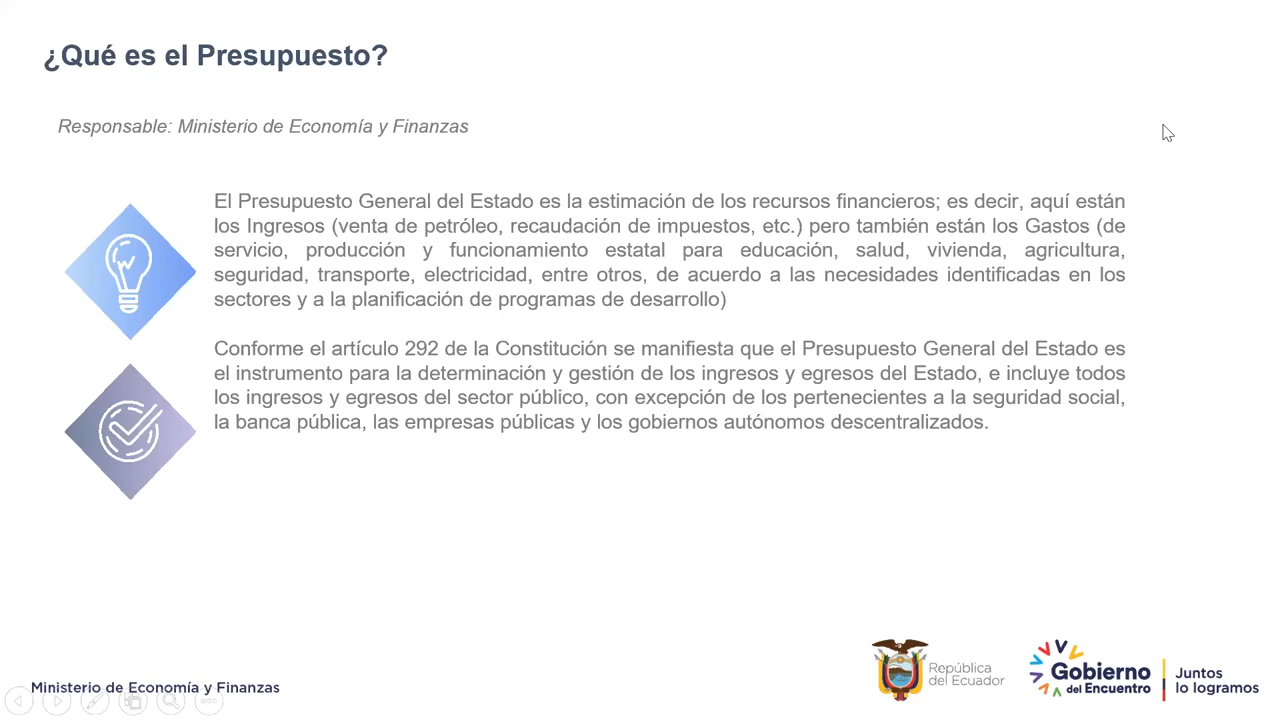 ¿Qué es el Presupuesto?
Responsable: Ministerio de Economía y Finanzas
El Presupuesto General del Estado es la estimación de los recursos financieros; es decir, aquí están
los Ingresos (venta de petróleo, recaudación de impuestos, etc.) pero también están los Gastos (de
servicio, producción y funcionamiento estatal para educación, salud, vivienda, agricultura,
seguridad, transporte, electricidad, entre otros, de acuerdo a las necesidades identificadas en los
sectores y a la planificación de programas de desarrollo)
Conforme el artículo 292 de la Constitución se manifiesta que el Presupuesto General del Estado es
el instrumento para la determinación y gestión de los ingresos y egresos del Estado, e incluye todos
los ingresos y egresos del sector público, con excepción de los pertenecientes a la seguridad social,
la banca pública, las empresas públicas y los gobiernos autónomos descentralizados.
Ministerio de Economía y Finanzas
República
del Ecuador
Gobierno
del Encuentro
Juntos
lo logramos